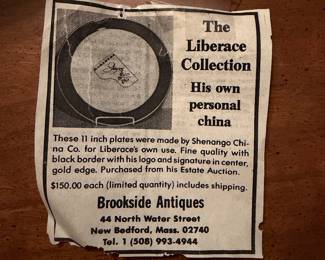 The
Liberace
Collection
His own
personal
china
These 11 inch plates were made by Shenango Chi-
na Co. for Liberace's own use. Fine quality with
black border with his logo and signature in center,
gold edge. Purchased from his Estate Auction.
$150.00 each (limited quantity) includes shipping.
Brookside Antiques
44 North Water Street
New Bedford, Mass. 02740
Tel. 1 (508) 993-4944